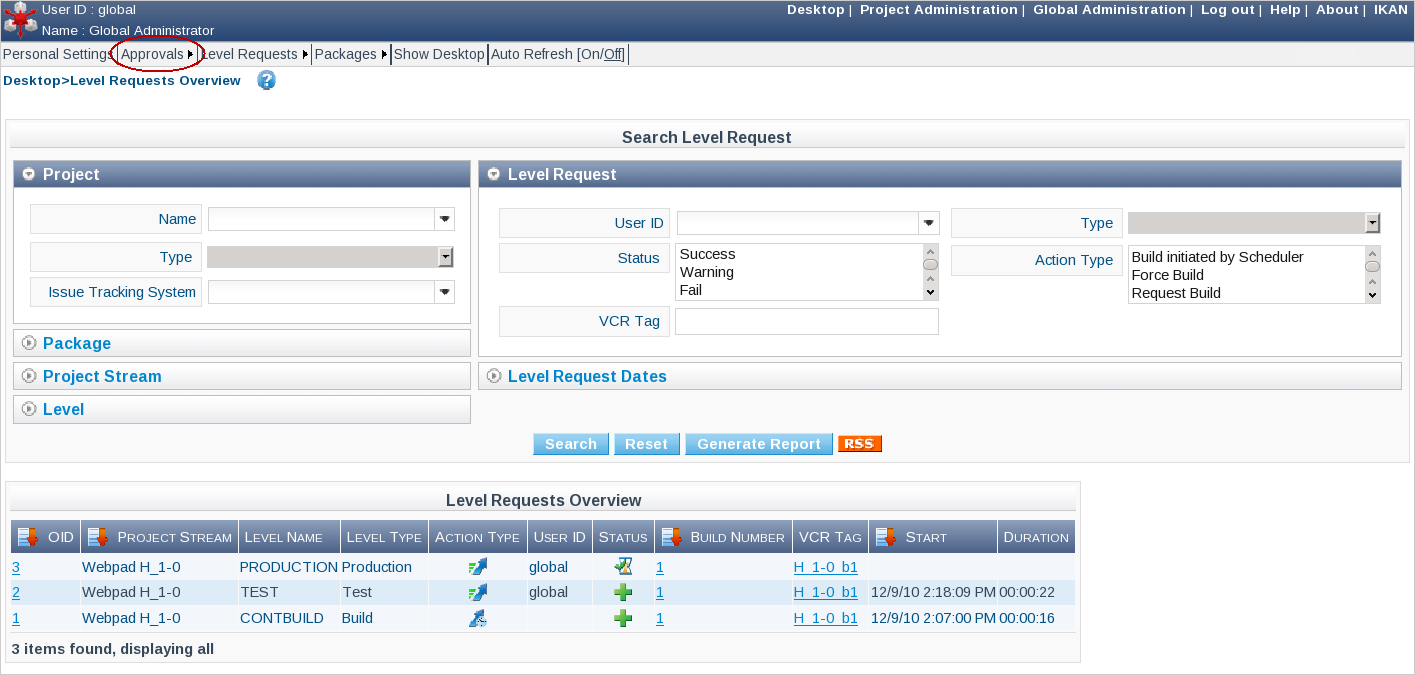 User ID : global
Desktop | Project Administration | Global Administration | Log out | Help | About | IKAN
Name : Global Administrator
Personal Settings Approvals Level Requests Packages Show Desktop Auto Refresh [On/Off]
Desktop>Level Requests Overview ?
Search Level Request
Project
Level Request
Name
User ID
Type
Type
Status
Success
Warning
Fail
Action Type
Build initiated by Scheduler
Force Build
Request Build
Issue Tracking System
VCR Tag
Package
Project Stream
Level Request Dates
Level
Search Reset Generate Report RSS
Level Requests Overview
OID Project Stream Level Name Level Type Action Type User ID Status Build Number VCR Tag Start Duration
3 Webpad H_1-0 PRODUCTION Production global 1 H_1-0_b1
2 Webpad H_1-0 TEST Test global 1 H_1-0_b1 12/9/10 2:18:09 PM 00:00:22
1 Webpad H_1-0 CONTBUILD Build 1 H_1-0_b1 12/9/10 2:07:00 PM 00:00:16
3 items found, displaying all